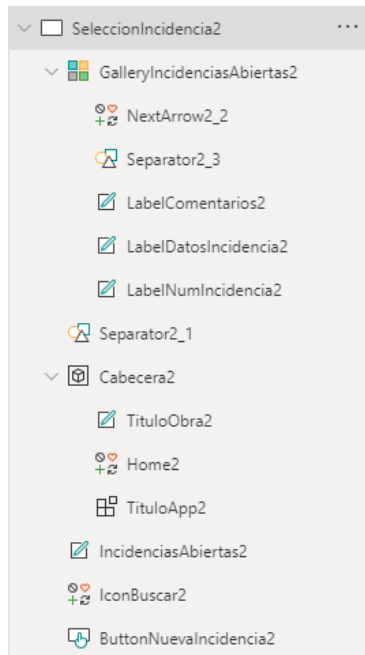 SeleccionIncidencia2
GalleryIncidenciasAbiertas2
NextArrow2_2
Separator2_3
LabelComentarios2
LabelDatosIncidencia2
LabelNumIncidencia2
Separator2_1
Cabecera2
TituloObra2
Home2
TituloApp2
IncidenciasAbiertas2
IconBuscar2
ButtonNuevaIncidencia2